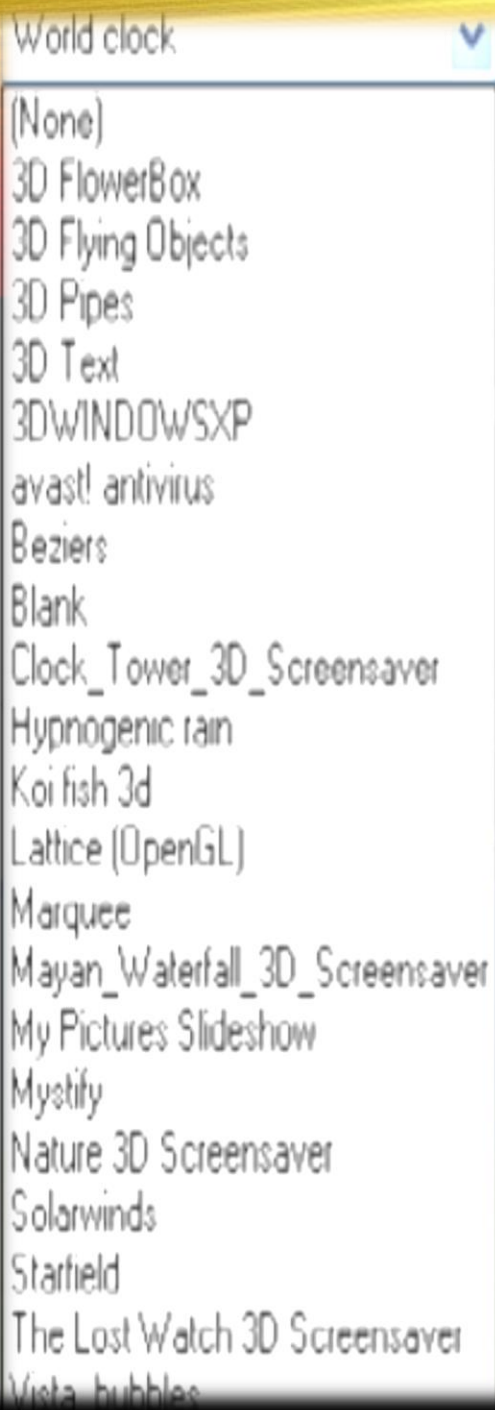 World clock
(None)
3D FlowerBox
3D Flying Objects
3D Pipes
3D Text
3DWINDOWSXP
avast! antivirus
Beziers
Blank
Clock_Tower_3D_Screensaver
Hypnogenic rain
Koi fish 3d
Lattice (OpenGL)
Marquee
Mayan_Waterfall_3D_Screensaver
My Pictures Slideshow
Mystify
Nature 3D Screensaver
Solarwinds
Starfield
The Lost Watch 3D Screensaver
Vista_bubbles